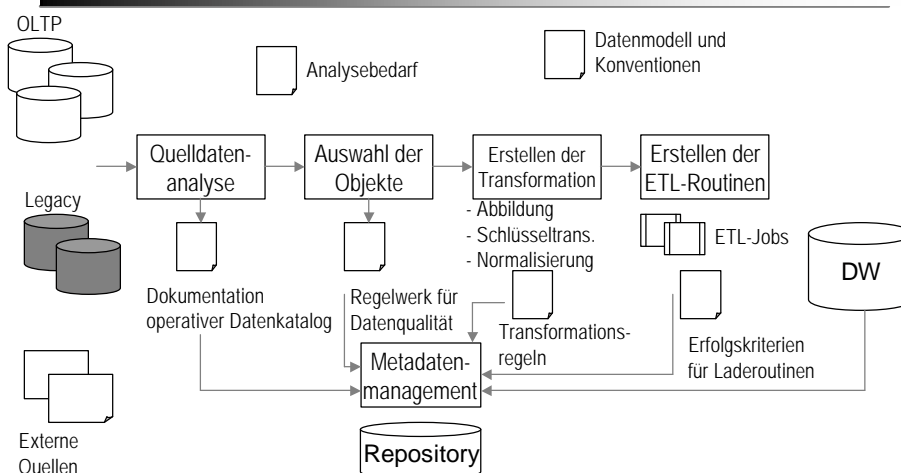 OLTP
Analysebedarf
Datenmodell und
Konventionen
Quelldaten-
analyse
Auswahl der
Objekte
Erstellen der
Transformation
Erstellen der
ETL-Routinen
Legacy
- Abbildung
- Schlüsseltrans.
- Normalisierung
ETL-Jobs
DW
Dokumentation
operativer Datenkatalog
Regelwerk für
Datenqualität
Transformations-
regeln
Erfolgskriterien
für Laderoutinen
Metadaten-
management
Externe
Quellen
Repository